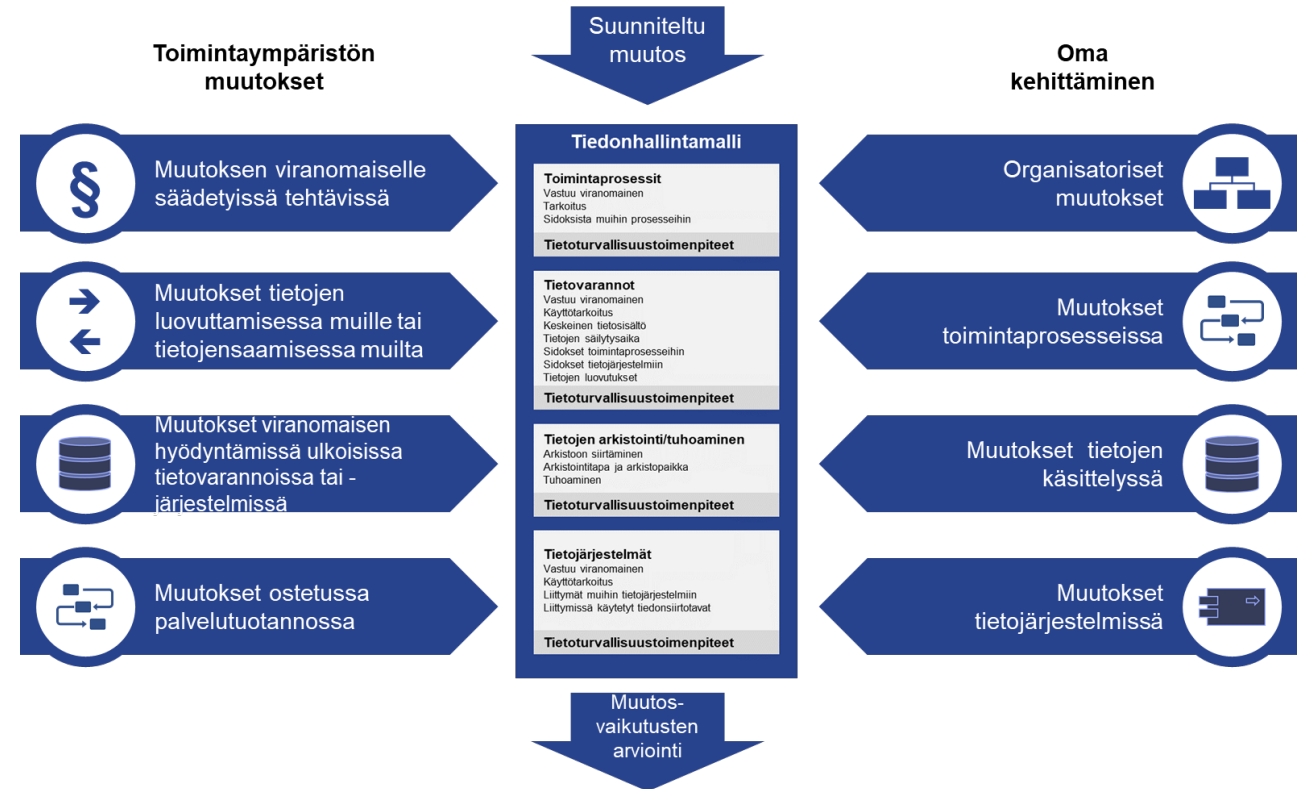 Suunniteltu
muutos
Toimintaympäristön
muutokset
Oma
kehittäminen
§
Muutoksen viranomaiselle
säädetyissä tehtävissä
Muutokset tietojen
luovuttamisessa muille tai
tietojensaamisessa muilta
Muutokset viranomaisen
hyödyntämissä ulkoisissa
tietovarannoissa tai -
järjestelmissä
Muutokset ostetussa
palvelutuotannossa
Tiedonhallintamalli
Toimintaprosessit
Vastuu viranomainen
Tarkoitus
Sidoksista muihin prosesseihin
Tietoturvallisuustoimenpiteet
Tietovarannot
Vastuu viranomainen
Käyttötarkoitus
Keskeinen tietosisältö
Tietojen säilytysaika
Sidokset toimintaprosesseihin
Sidokset tietojärjestelmiin
Tietojen luovutukset
Tietoturvallisuustoimenpiteet
Tietojen arkistointi/tuhoaminen
Arkistoon siirtäminen
Arkistointitapa ja arkistopaikka
Tuhoaminen
Tietoturvallisuustoimenpiteet
Tietojärjestelmät
Vastuu viranomainen
Käyttötarkoitus
Liittymät muihin tietojärjestelmiin
Liittymissä käytetyt tiedonsiirtotavat
Tietoturvallisuustoimenpiteet
Organisatoriset
muutokset
Muutokset
toimintaprosesseissa
Muutokset tietojen
käsittelyssä
Muutokset
tietojärjestelmissä
Muutos-
vaikutusten
arviointi